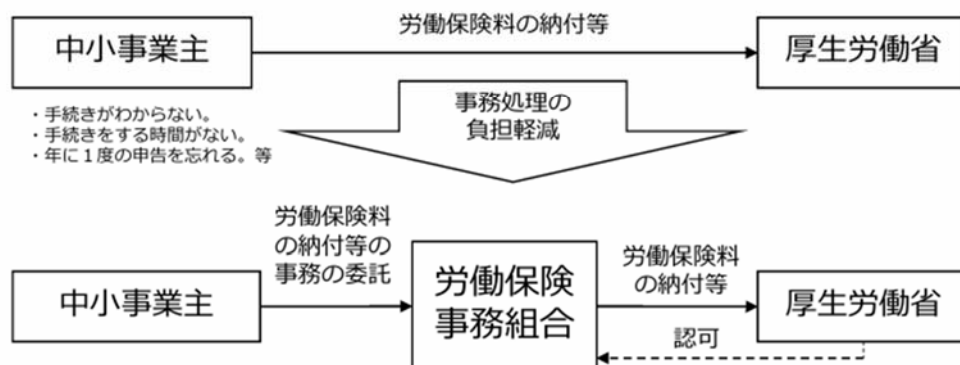 労働保険料の納付等
中小事業主
厚生労働省
・手続きがわからない。
・手続きをする時間がない。
・年に１度の申告を忘れる。等
事務処理の
負担軽減
労働保険料
の納付等の
事務の委託
中小事業主
労働保険
事務組合
労働保険料
の納付等
厚生労働省
認可